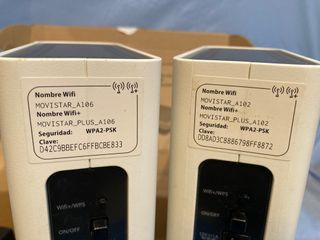 Nombre Wifi
MOVISTAR_A106
Nombre Wifi+
MOVISTAR_PLUS_A106
Seguridad: WPA2-PSK
Clave:
D42C9BBEFC6FFBCBE833
Wifi+/WPS
ON/OFF
Nombre Wifi
MOVISTAR_A102
Nombre Wifi+
MOVISTAR_PLUS_A102
Seguridad: WPA2-PSK
Clave:
DD8AD3C8886798FF8872
Wifi+/WPS
ON/OFF